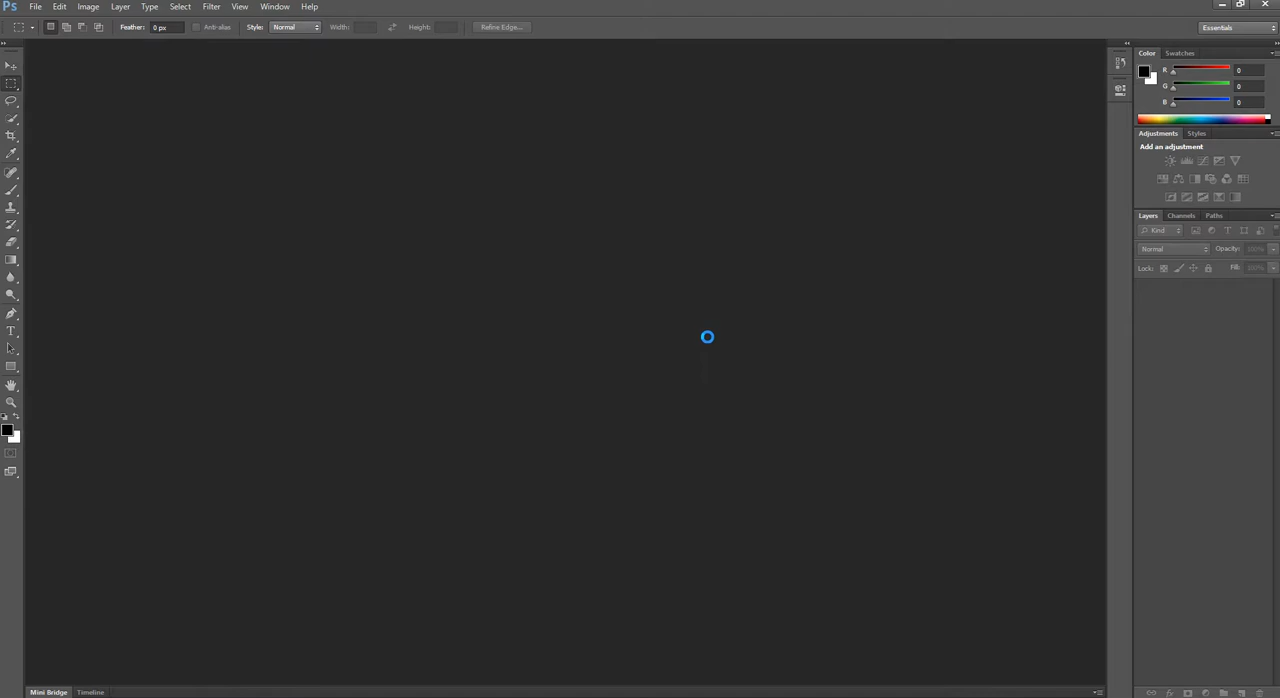 Ps File Edit Image Layer Type Select Filter View Window Help
Feather: 0 px Anti-alias Style: Normal Width: Height: Refine Edge... Essentials
Color Swatches
R 0
G 0
B 0
Adjustments Styles
Add an adjustment
Layers Channels Paths
Kind
Normal Opacity: 100%
Lock: Fill: 100%
Mini Bridge Timeline